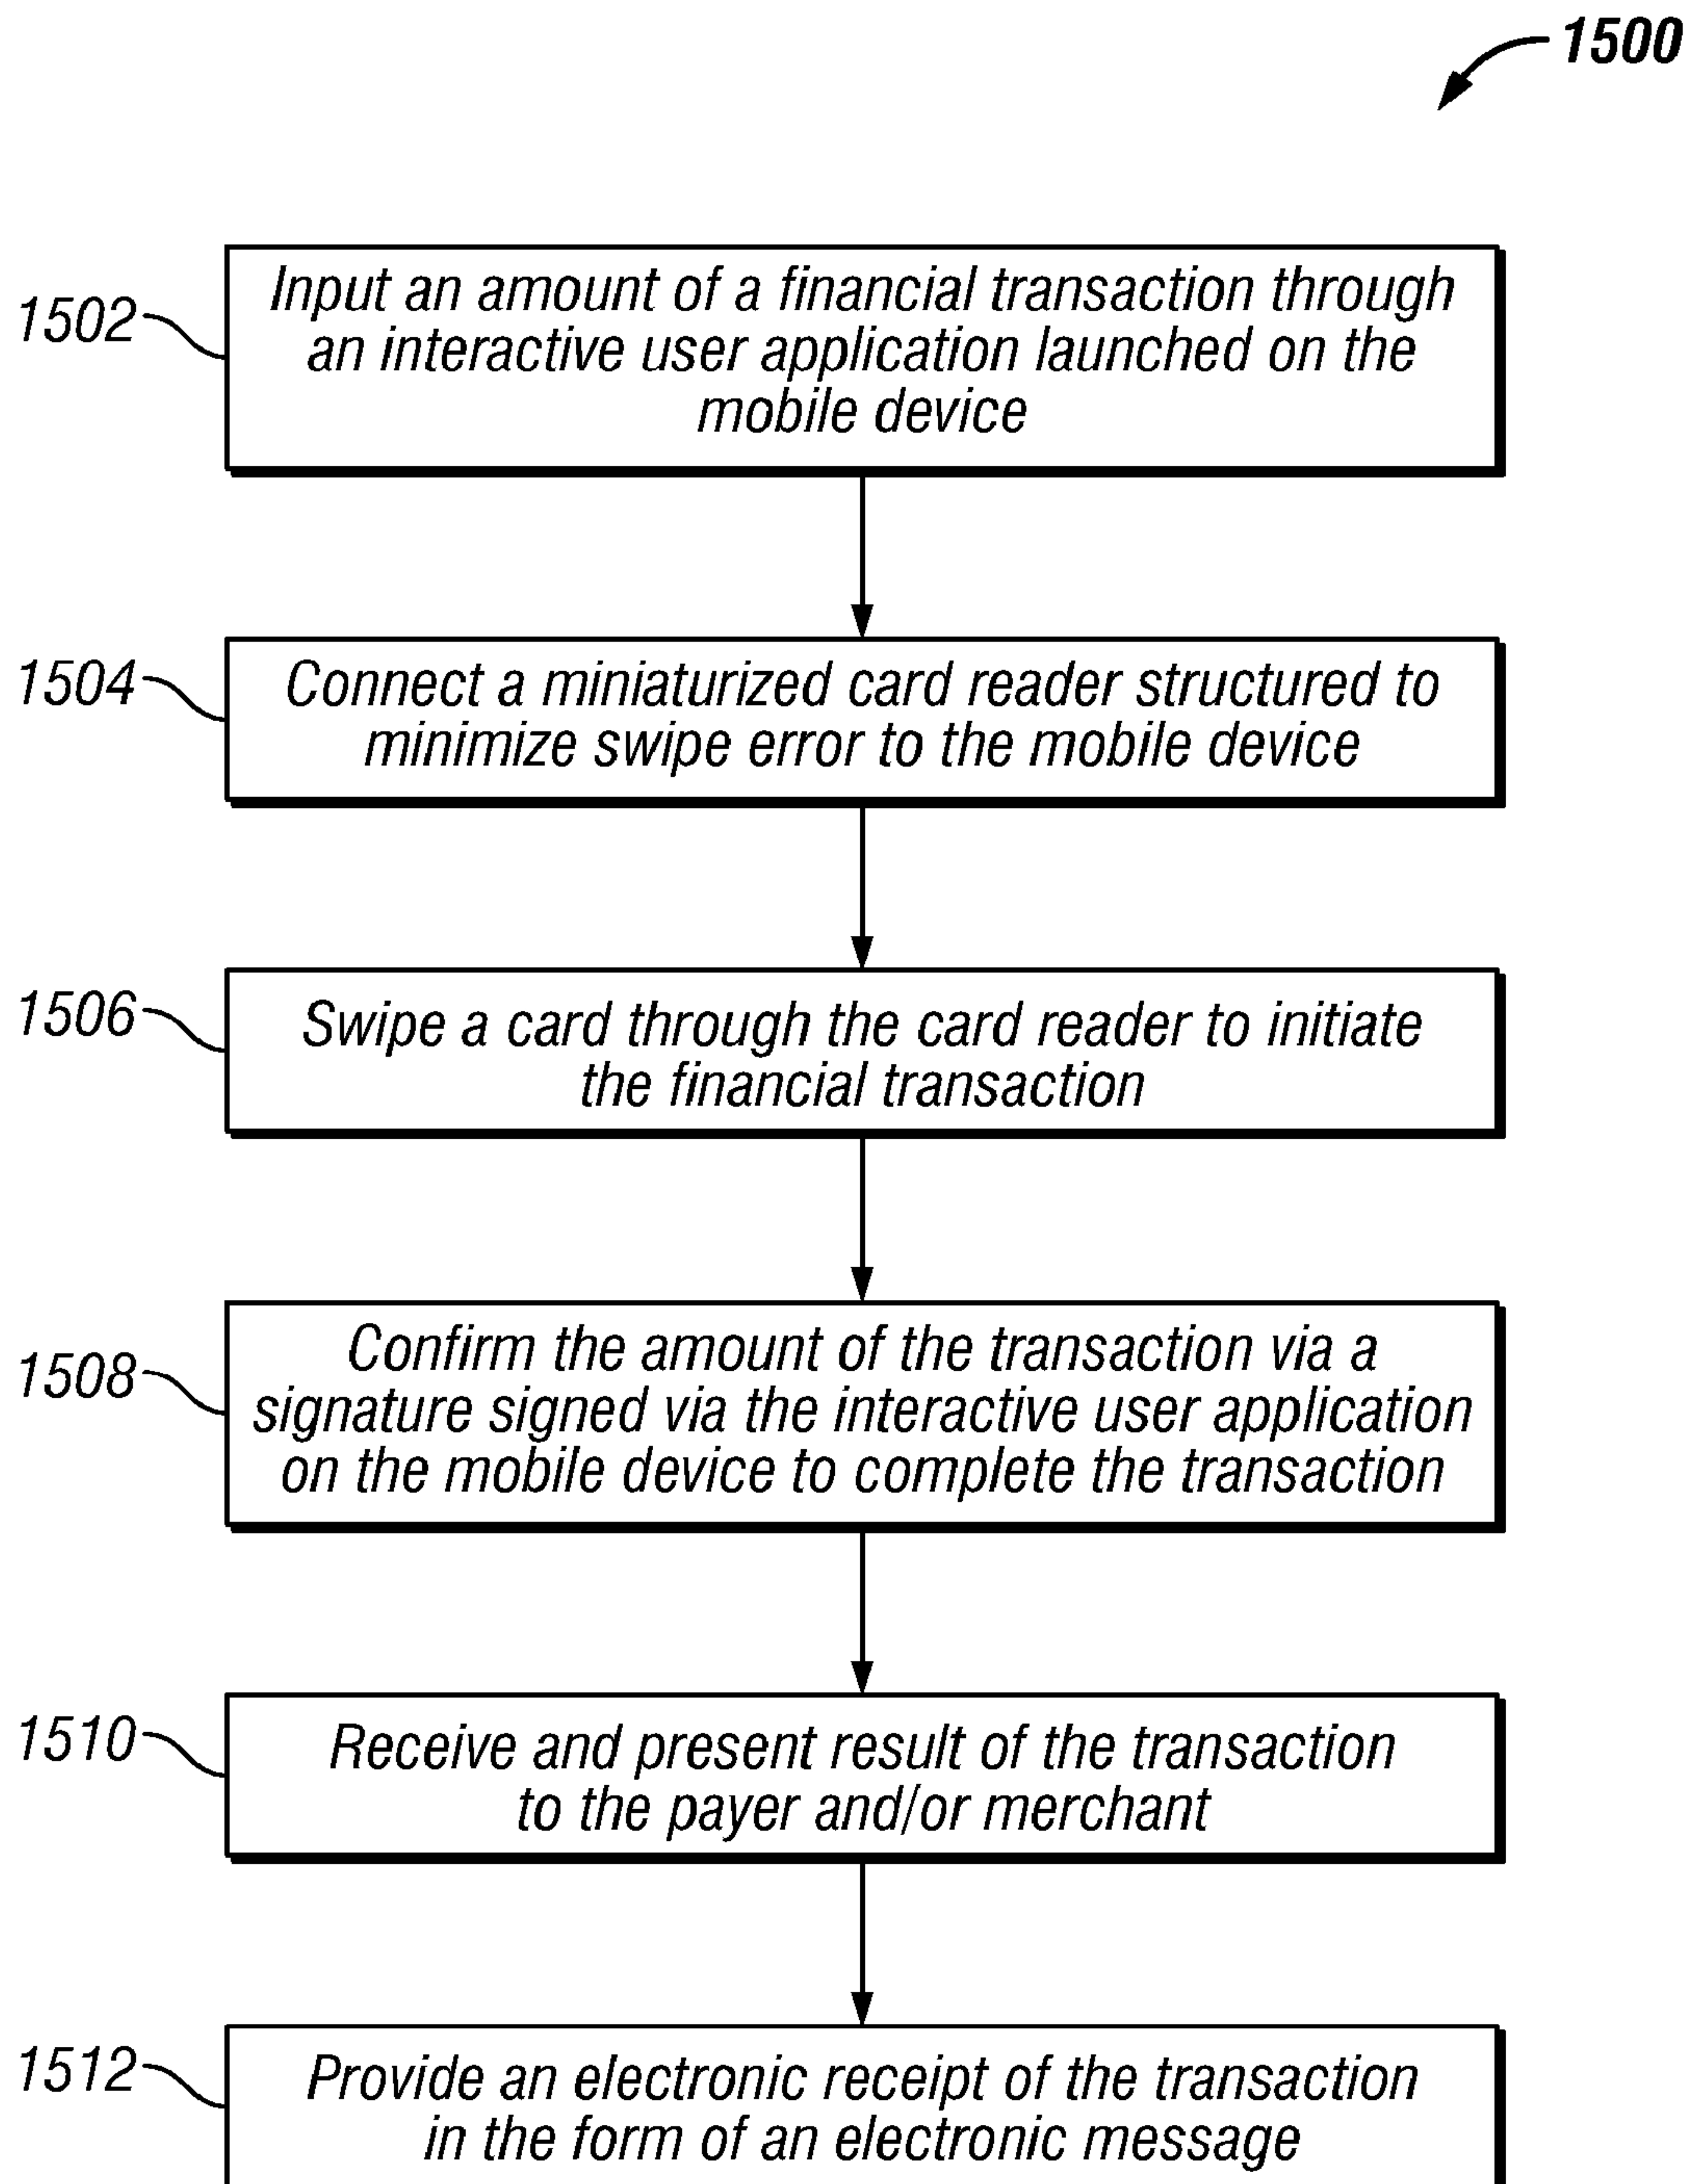 1500
1502
Input an amount of a financial transaction through
an interactive user application launched on the
mobile device
1504
Connect a miniaturized card reader structured to
minimize swipe error to the mobile device
1506
Swipe a card through the card reader to initiate
the financial transaction
1508
Confirm the amount of the transaction via a
signature signed via the interactive user application
on the mobile device to complete the transaction
1510
Receive and present result of the transaction
to the payer and/or merchant
1512
Provide an electronic receipt of the transaction
in the form of an electronic message